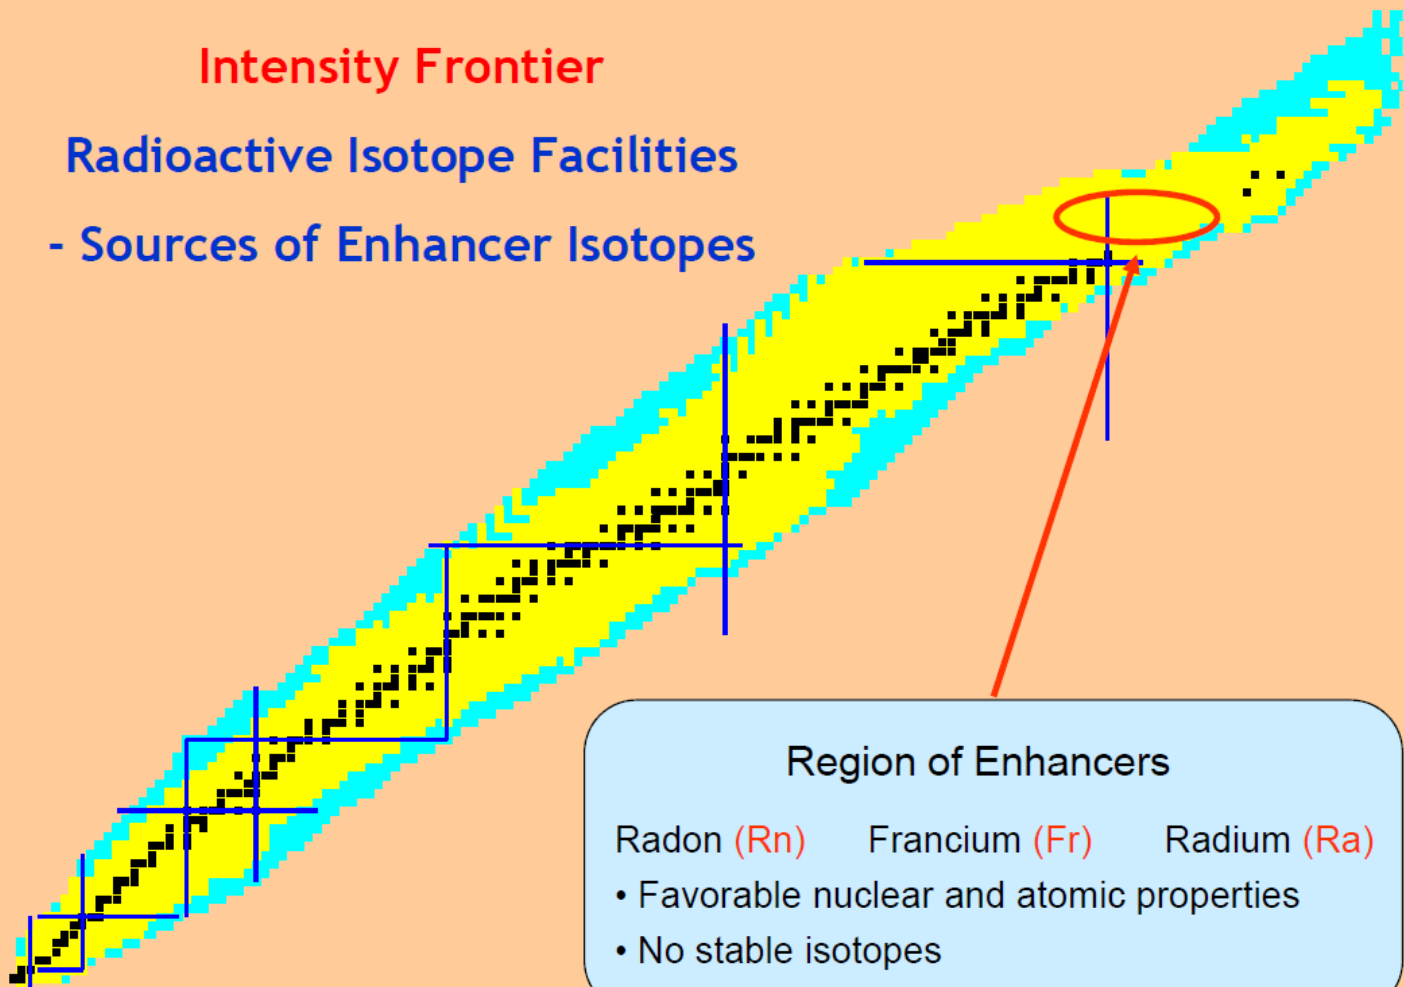 Intensity Frontier
Radioactive Isotope Facilities
- Sources of Enhancer Isotopes
Region of Enhancers
Radon (Rn) Francium (Fr) Radium (Ra)
• Favorable nuclear and atomic properties
• No stable isotopes